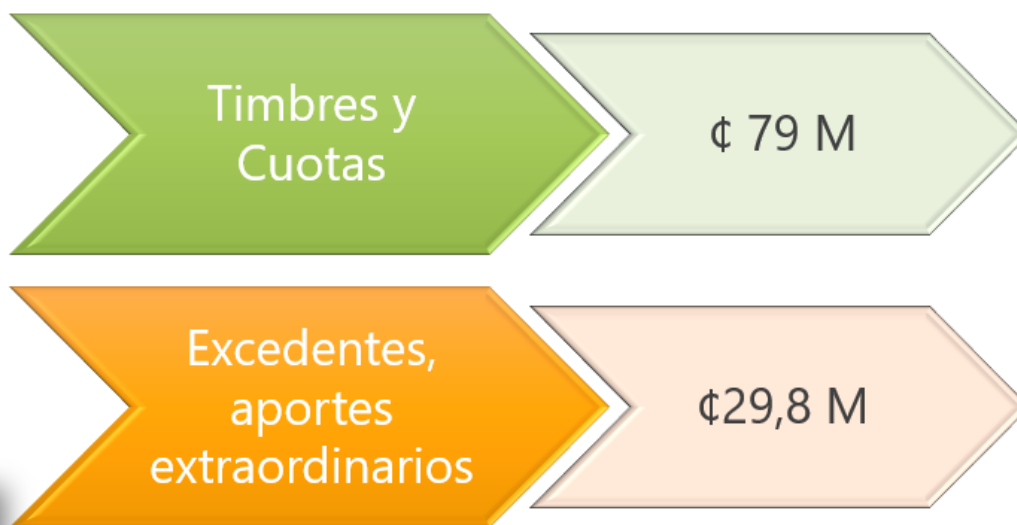 Timbres y
Cuotas
₡ 79 M
Excedentes,
aportes
extraordinarios
₡29,8 M